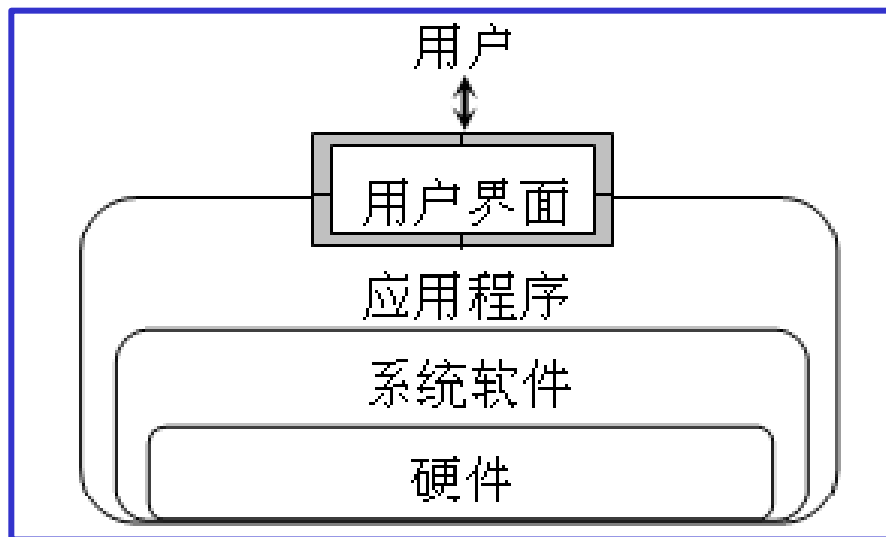 用户
用户界面
应用程序
系统软件
硬件